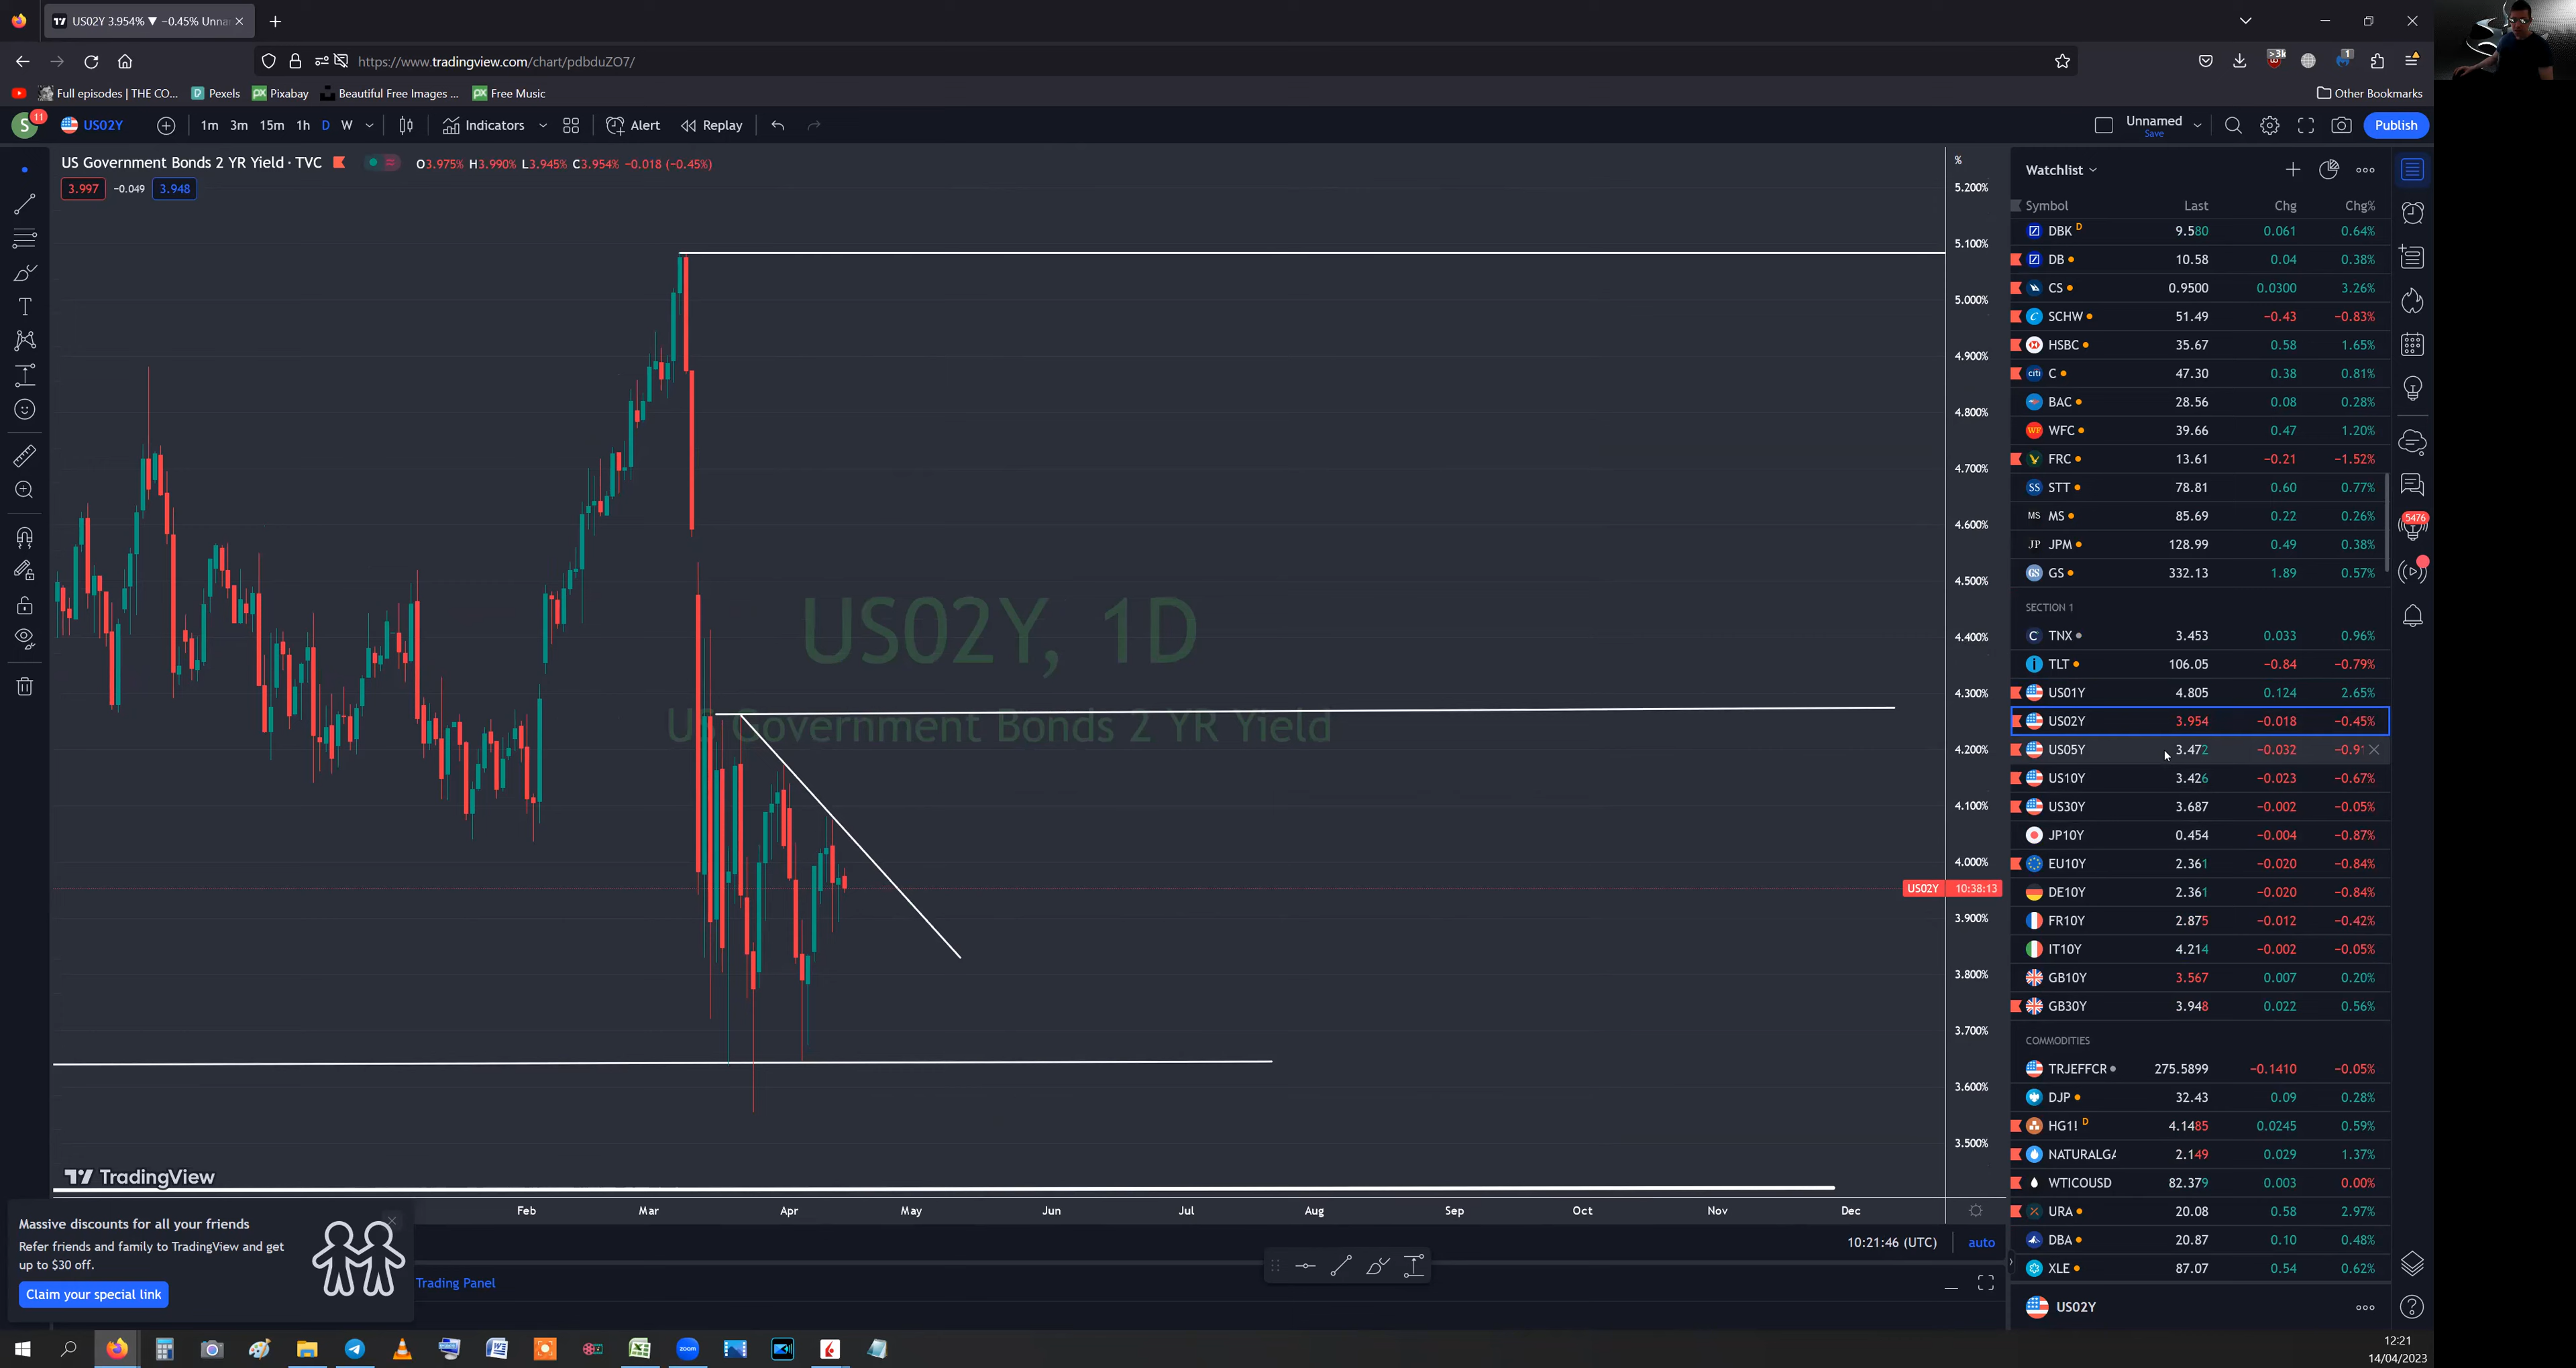 US02Y 3.954% ▼ −0.45% Unna
https://www.tradingview.com/chart/pdbduZO7/
>3k
1
Full episodes | THE CO...
Pexels
Pixabay
Beautiful Free Images ...
Free Music
Other Bookmarks
S
11
US02Y
1m 3m 15m 1h D W
Indicators
Alert
Replay
Unnamed
Save
Publish
US Government Bonds 2 YR Yield · TVC
O3.975% H3.990% L3.945% C3.954% −0.018 (−0.45%)
3.997 −0.049 3.948
%
5.200%
5.100%
5.000%
4.900%
4.800%
4.700%
4.600%
4.500%
4.400%
4.300%
4.200%
4.100%
4.000%
US02Y 10:38:13
3.900%
3.800%
3.700%
3.600%
3.500%
US02Y, 1D
US Government Bonds 2 YR Yield
TradingView
Feb Mar Apr May Jun Jul Aug Sep Oct Nov Dec
Massive discounts for all your friends
Refer friends and family to TradingView and get
up to $30 off.
Claim your special link
10:21:46 (UTC) auto
Trading Panel
Watchlist
Symbol Last Chg Chg%
DBK D 9.580 0.061 0.64%
DB 10.58 0.04 0.38%
CS 0.9500 0.0300 3.26%
SCHW 51.49 −0.43 −0.83%
HSBC 35.67 0.58 1.65%
citi C 47.30 0.38 0.81%
BAC 28.56 0.08 0.28%
WF WFC 39.66 0.47 1.20%
FRC 13.61 −0.21 −1.52%
SS STT 78.81 0.60 0.77%
MS MS 85.69 0.22 0.26%
JP JPM 128.99 0.49 0.38%
GS GS 332.13 1.89 0.57%
SECTION 1
C TNX 3.453 0.033 0.96%
TLT 106.05 −0.84 −0.79%
US01Y 4.805 0.124 2.65%
US02Y 3.954 −0.018 −0.45%
US05Y 3.472 −0.032 −0.9
US10Y 3.426 −0.023 −0.67%
US30Y 3.687 −0.002 −0.05%
JP10Y 0.454 −0.004 −0.87%
EU10Y 2.361 −0.020 −0.84%
DE10Y 2.361 −0.020 −0.84%
FR10Y 2.875 −0.012 −0.42%
IT10Y 4.214 −0.002 −0.05%
GB10Y 3.567 0.007 0.20%
GB30Y 3.948 0.022 0.56%
COMMODITIES
TRJEFFCR 275.5899 −0.1410 −0.05%
DJP 32.43 0.09 0.28%
HG1! D 4.1485 0.0245 0.59%
NATURALGA 2.149 0.029 1.37%
WTICOUSD 82.379 0.003 0.00%
URA 20.08 0.58 2.97%
DBA 20.87 0.10 0.48%
XLE 87.07 0.54 0.62%
US02Y
5476
zoom
12:21
14/04/2023